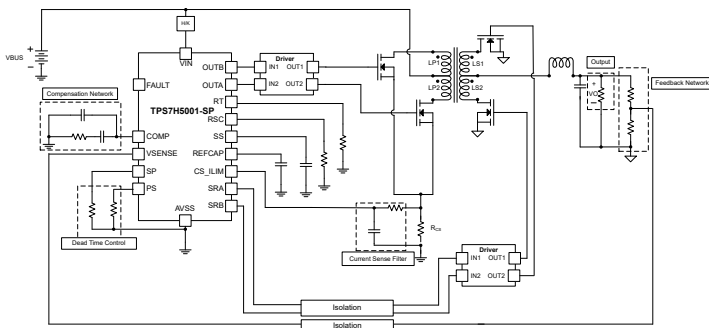 VBUS
+
−
H/K
VIN
FAULT
OUTB
OUTA
RT
TPS7H5001-SP
RSC
SS
REFCAP
CS_ILIM
SRA
SRB
COMP
VSENSE
SP
PS
AVSS
Compensation Network
Dead Time Control
Driver
IN1 OUT1
IN2 OUT2
LP1
LS1
LP2
LS2
Output
+
VO
−
Feedback Network
Current Sense Filter
RCS
Driver
IN1 OUT1
IN2 OUT2
Isolation
Isolation